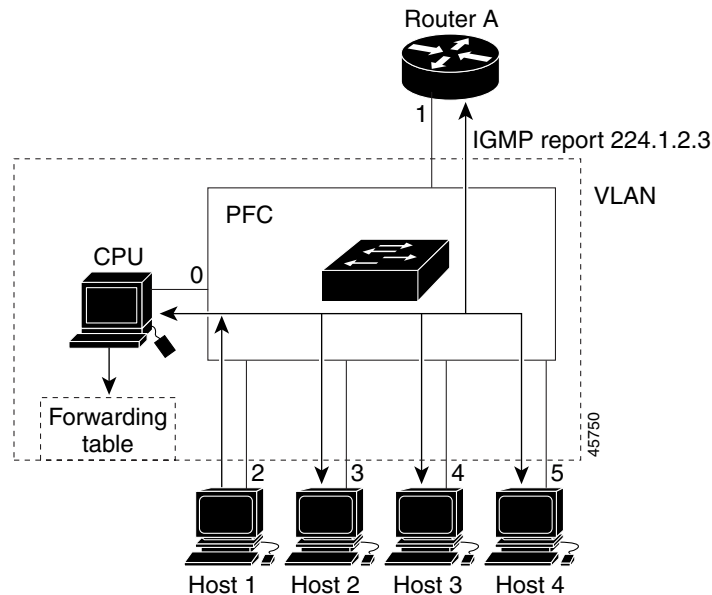 Router A
1
IGMP report 224.1.2.3
VLAN
PFC
CPU
0
Forwarding
table
45750
2
3
4
5
Host 1
Host 2
Host 3
Host 4